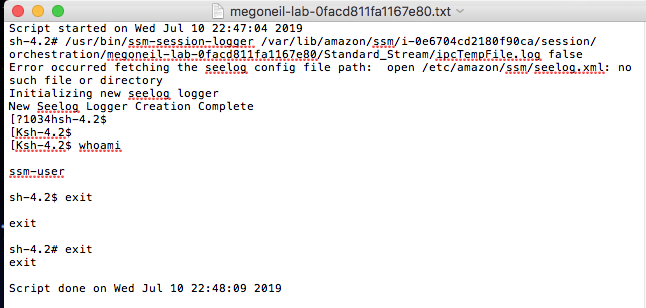 megoneil-lab-0facd811fa1167e80.txt
Script started on Wed Jul 10 22:47:04 2019
sh-4.2# /usr/bin/ssm-session-logger /var/lib/amazon/ssm/i-0e6704cd2180f90ca/session/
orchestration/megoneil-lab-0facd811fa1167e80/Standard_Stream/ipcTempFile.log false
Error occurred fetching the seelog config file path:  open /etc/amazon/ssm/seelog.xml: no
such file or directory
Initializing new seelog logger
New Seelog Logger Creation Complete
[?1034hsh-4.2$
[Ksh-4.2$
[Ksh-4.2$ whoami
ssm-user
sh-4.2$ exit
exit
sh-4.2# exit
exit
Script done on Wed Jul 10 22:48:09 2019